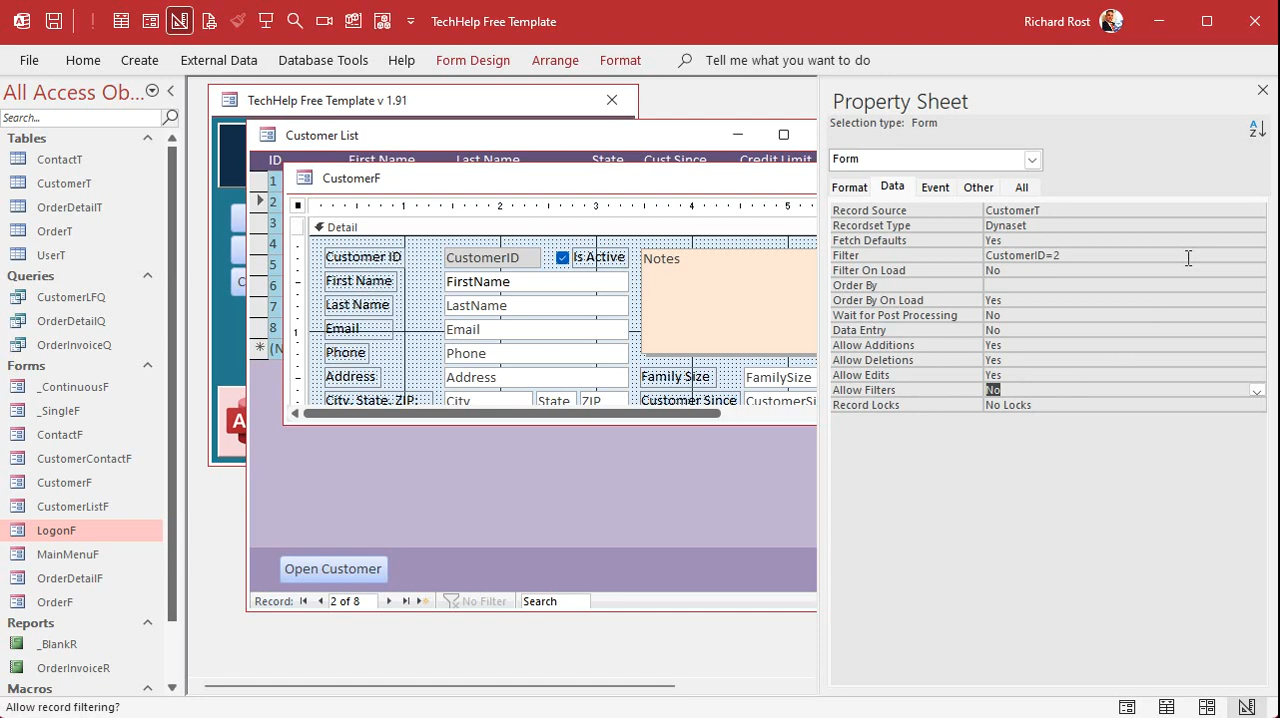 TechHelp Free Template
Richard Rost
File
Home
Create
External Data
Database Tools
Help
Form Design
Arrange
Format
Tell me what you want to do
All Access Ob...
Search...
Tables
ContactT
CustomerT
OrderDetailT
OrderT
UserT
Queries
CustomerLFQ
OrderDetailQ
OrderInvoiceQ
Forms
_ContinuousF
_SingleF
ContactF
CustomerContactF
CustomerF
CustomerListF
LogonF
MainMenuF
OrderDetailF
OrderF
Reports
_BlankR
OrderInvoiceR
Macros
TechHelp Free Template v 1.91
Customer List
ID First Name Last Name State Cust Since Credit Limit
1
2
3
4
5
6
7
8
(N
CustomerF
1 2 3 4 5
Detail
1
Customer ID CustomerID Is Active Notes
First Name FirstName
Last Name LastName
Email Email
Phone Phone
Address Address Family Size FamilySize
City, State, ZIP: City State ZIP Customer Since CustomerSi
Open Customer
Record: 2 of 8 No Filter Search
Property Sheet
Selection type: Form
Form
Format Data Event Other All
Record Source CustomerT
Recordset Type Dynaset
Fetch Defaults Yes
Filter CustomerID=2
Filter On Load No
Order By
Order By On Load Yes
Wait for Post Processing No
Data Entry No
Allow Additions Yes
Allow Deletions Yes
Allow Edits Yes
Allow Filters No
Record Locks No Locks
Allow record filtering?